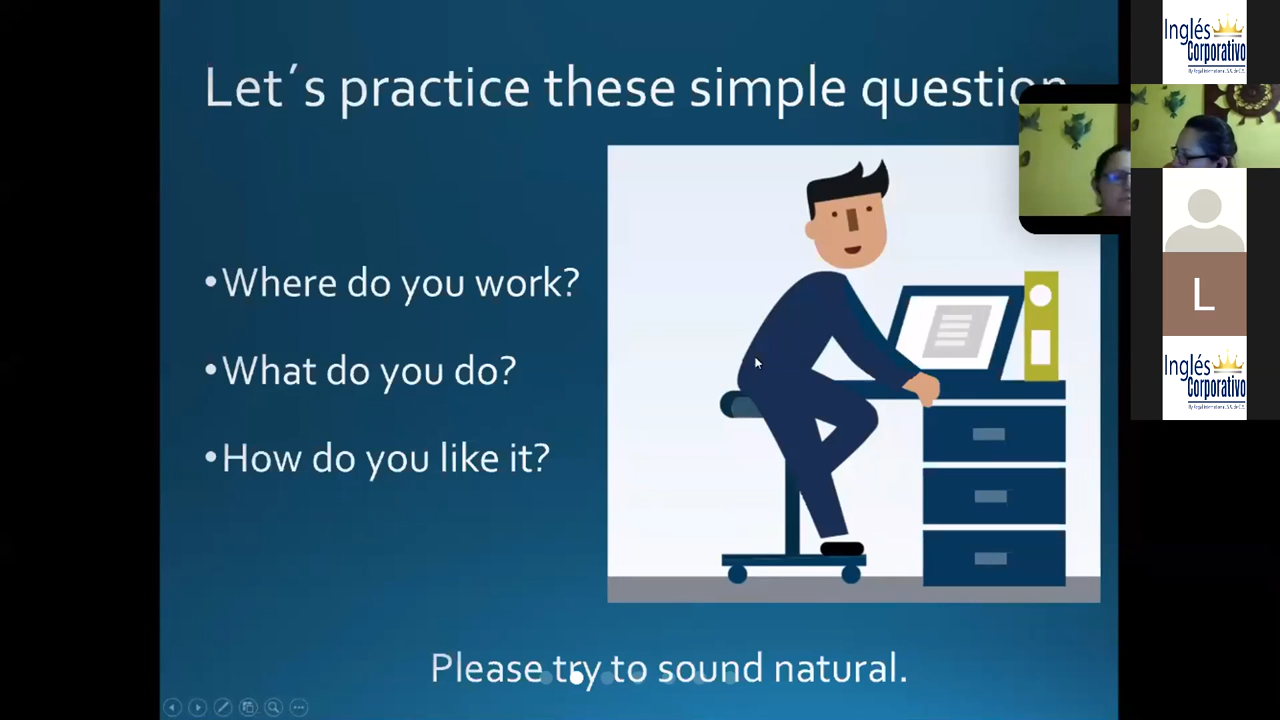 Let´s practice these simple question
•Where do you work?
•What do you do?
•How do you like it?
Please try to sound natural.
Inglés
Corporativo
L
Inglés
Corporativo